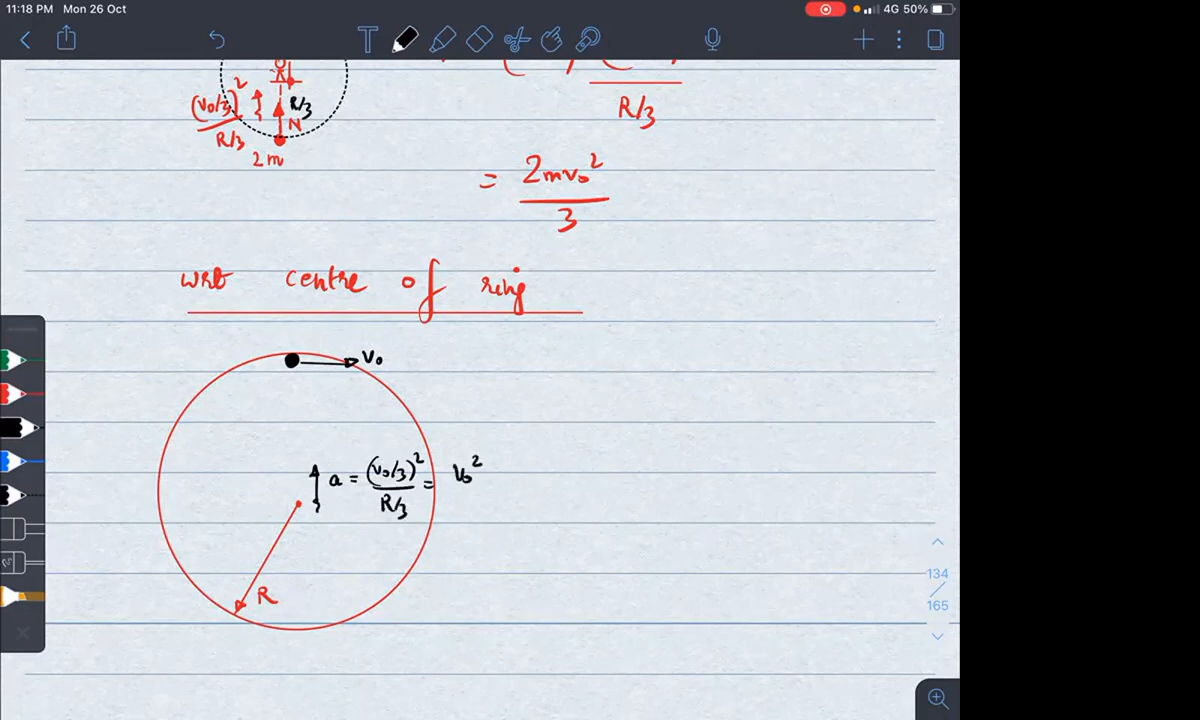 11:18 PM Mon 26 Oct
4G 50%
T
(v₀/3)²
R/3
R/3
N
2m
R/3
= 2mv₀²
3
wrt centre of ring
v₀
a = (v₀/3)² = v₀²
R/3
R
134
165